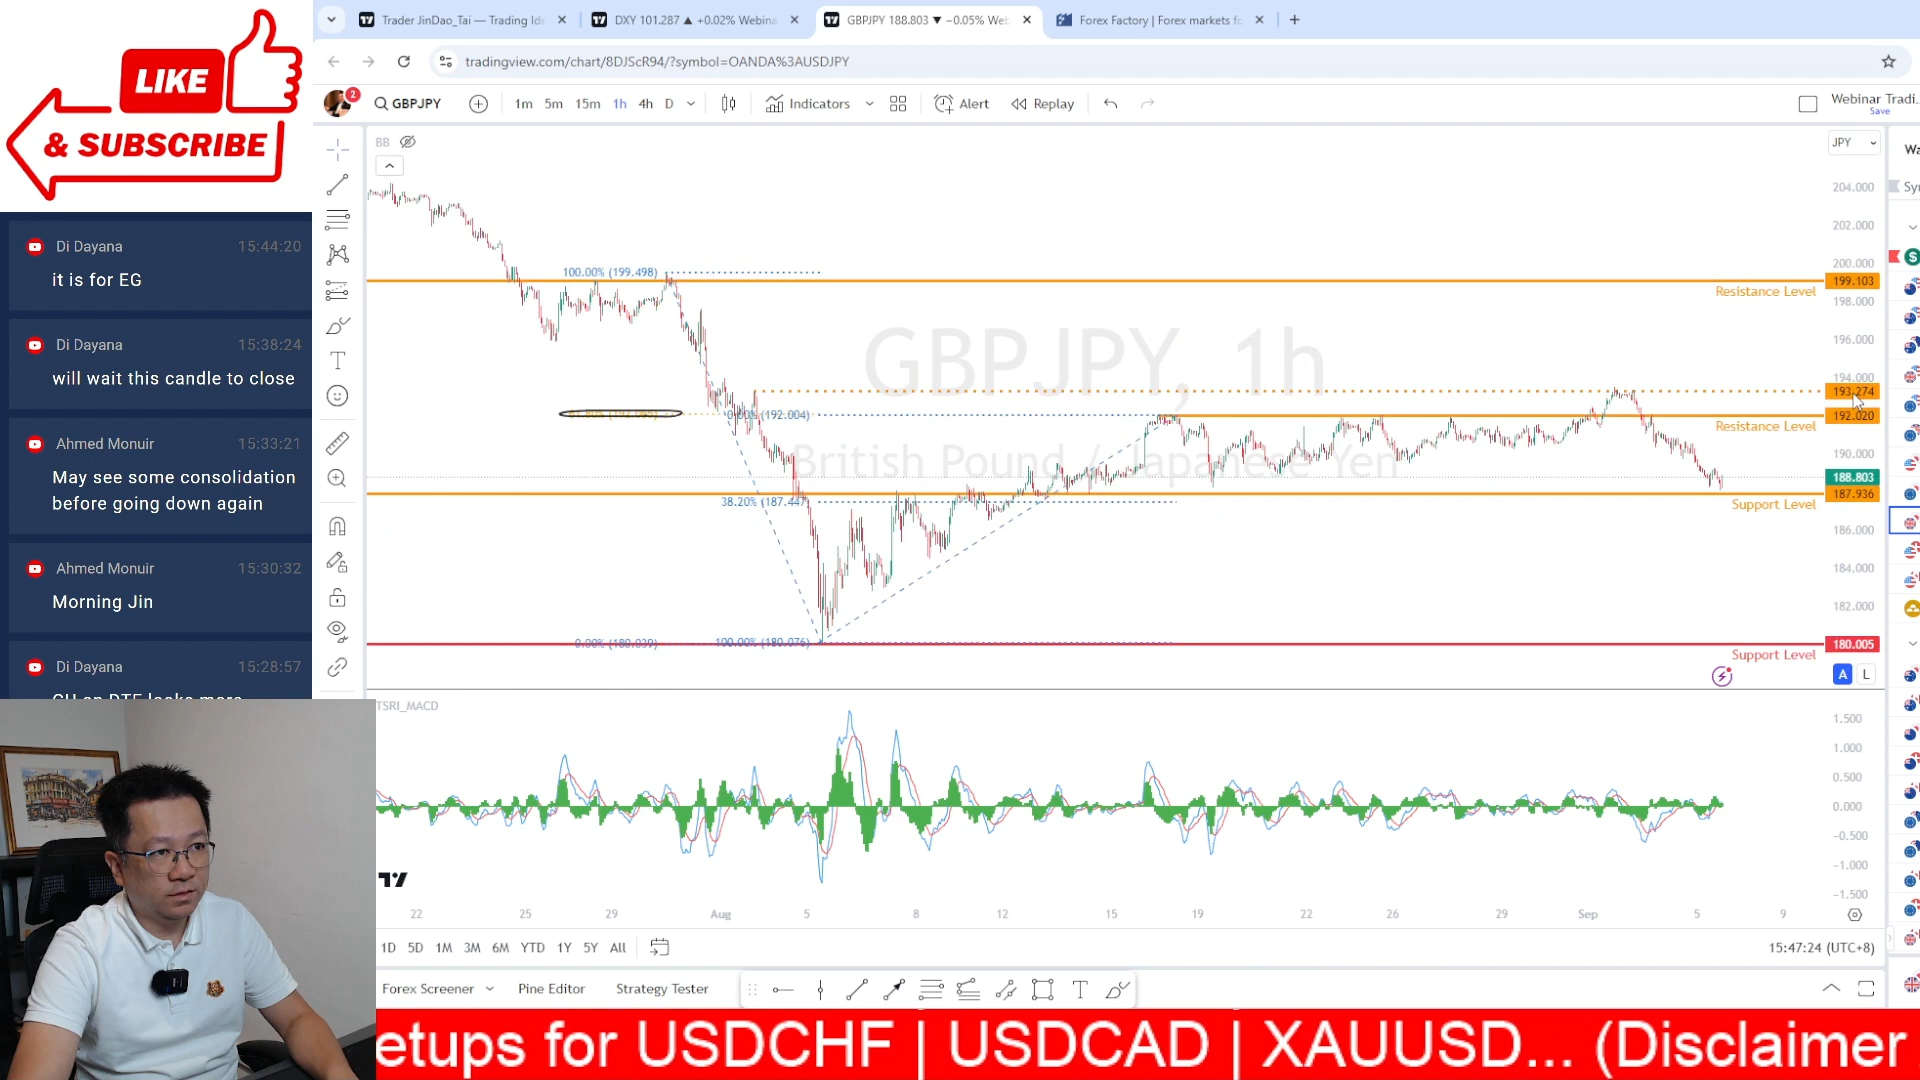 LIKE
& SUBSCRIBE
Di Dayana 15:44:20
it is for EG
Di Dayana 15:38:24
will wait this candle to close
Ahmed Monuir 15:33:21
May see some consolidation
before going down again
Ahmed Monuir 15:30:32
Morning Jin
Di Dayana 15:28:57
Trader JinDao_Tai — Trading Ide
DXY 101.287 ▲ +0.02% Webina
GBPJPY 188.803 ▼ −0.05% Web
Forex Factory | Forex markets fo
tradingview.com/chart/8DJScR94/?symbol=OANDA%3AUSDJPY
2
GBPJPY
1m 5m 15m 1h 4h D
Indicators
Alert
Replay
Webinar Tradi..
Save
BB
JPY
Wa
Sy
GBPJPY, 1h
British Pound / Japanese Yen
204.000
202.000
200.000
199.103
Resistance Level
198.000
196.000
194.000
193.274
192.020
Resistance Level
190.000
188.803
187.936
Support Level
186.000
184.000
182.000
180.005
Support Level
100.00% (199.498)
0.00% (192.004)
38.20% (187.447)
0.00% (180.039)
100.00% (180.076)
A L
TSRI_MACD
1.500
1.000
0.500
0.000
−0.500
−1.000
−1.500
22 25 29 Aug 5 8 12 15 19 22 26 29 Sep 5 9
1D 5D 1M 3M 6M YTD 1Y 5Y All
15:47:24 (UTC+8)
Forex Screener
Pine Editor
Strategy Tester
etups for USDCHF | USDCAD | XAUUSD... (Disclaimer